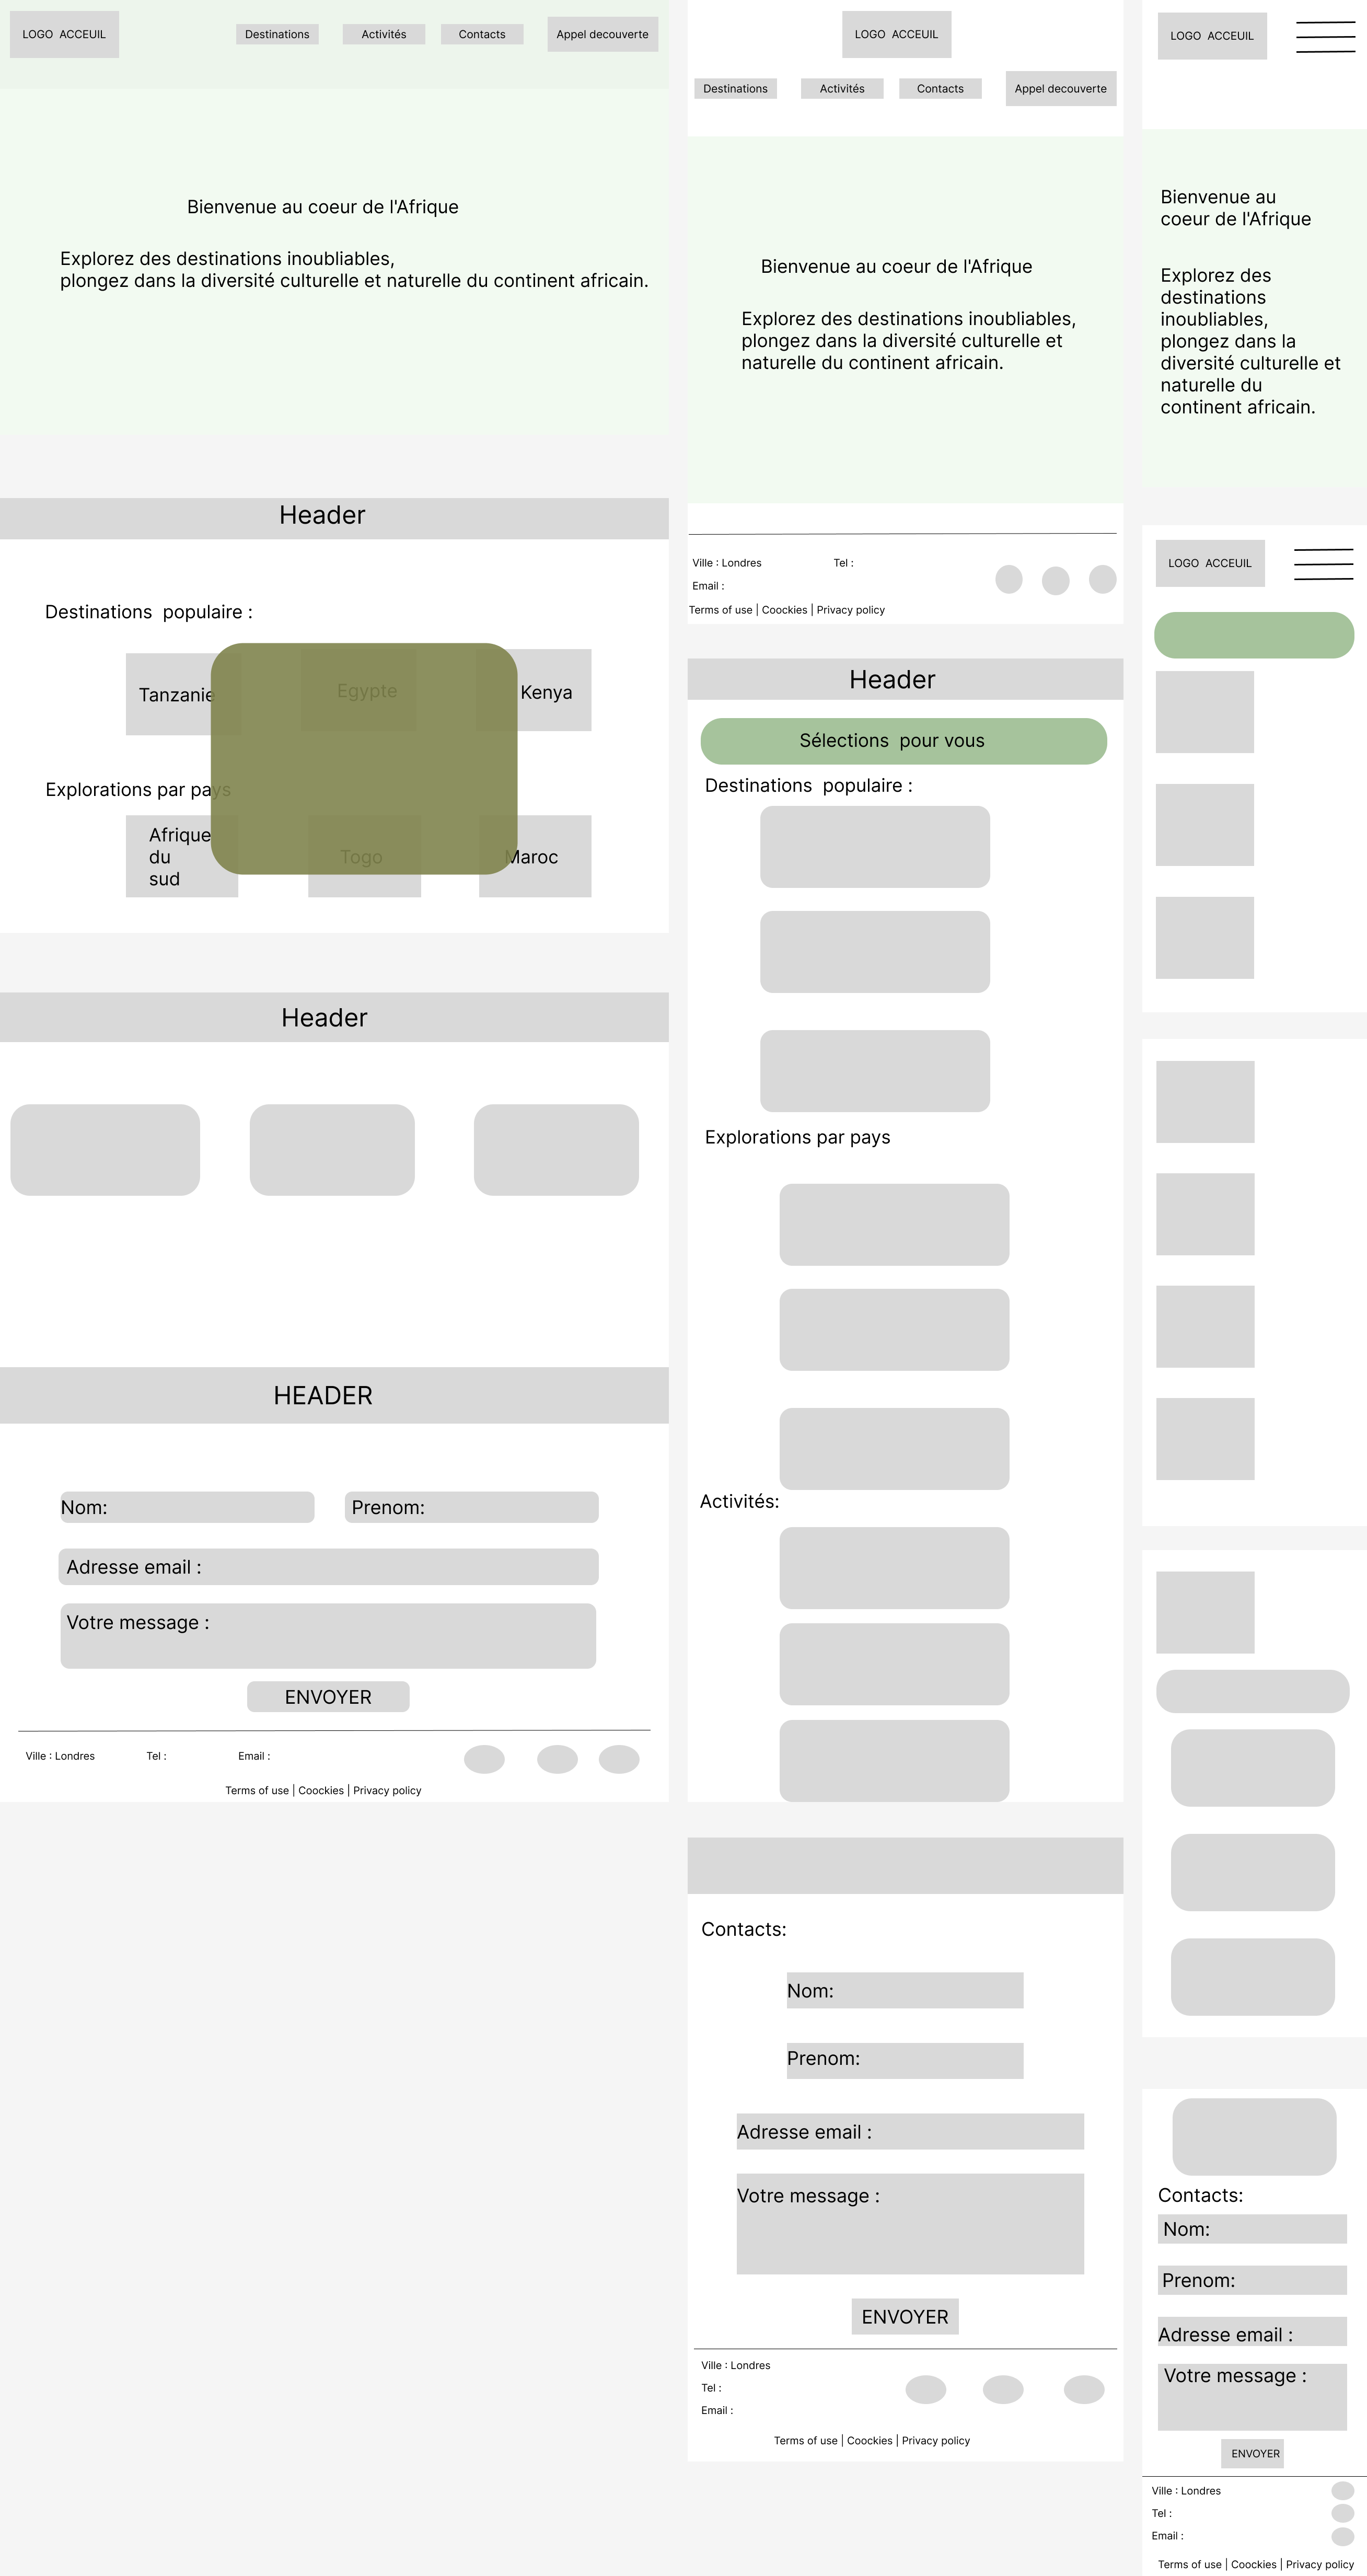 LOGO ACCEUIL
Destinations
Activités
Contacts
Appel decouverte
Bienvenue au coeur de l'Afrique
Explorez des destinations inoubliables,
plongez dans la diversité culturelle et naturelle du continent africain.
Header
Destinations populaire :
Tanzanie
Egypte
Kenya
Explorations par pays
Afrique
du
sud
Togo
Maroc
Header
HEADER
Nom:
Prenom:
Adresse email :
Votre message :
ENVOYER
Ville : Londres
Tel :
Email :
Terms of use | Coockies | Privacy policy
LOGO ACCEUIL
Destinations
Activités
Contacts
Appel decouverte
Bienvenue au coeur de l'Afrique
Explorez des destinations inoubliables,
plongez dans la diversité culturelle et
naturelle du continent africain.
Ville : Londres
Tel :
Email :
Terms of use | Coockies | Privacy policy
Header
Sélections pour vous
Destinations populaire :
Explorations par pays
Activités:
Contacts:
Nom:
Prenom:
Adresse email :
Votre message :
ENVOYER
Ville : Londres
Tel :
Email :
Terms of use | Coockies | Privacy policy
LOGO ACCEUIL
Bienvenue au
coeur de l'Afrique
Explorez des
destinations
inoubliables,
plongez dans la
diversité culturelle et
naturelle du
continent africain.
LOGO ACCEUIL
Contacts:
Nom:
Prenom:
Adresse email :
Votre message :
ENVOYER
Ville : Londres
Tel :
Email :
Terms of use | Coockies | Privacy policy